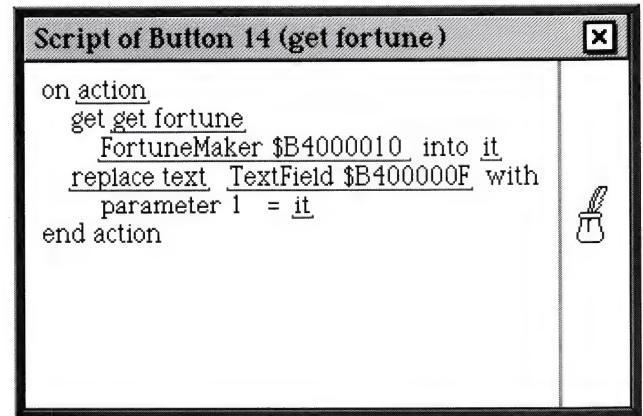 Script of Button 14 (get fortune)
on action
get get fortune
FortuneMaker $B4000010 into it
replace text TextField $B400000F with
parameter 1 = it
end action